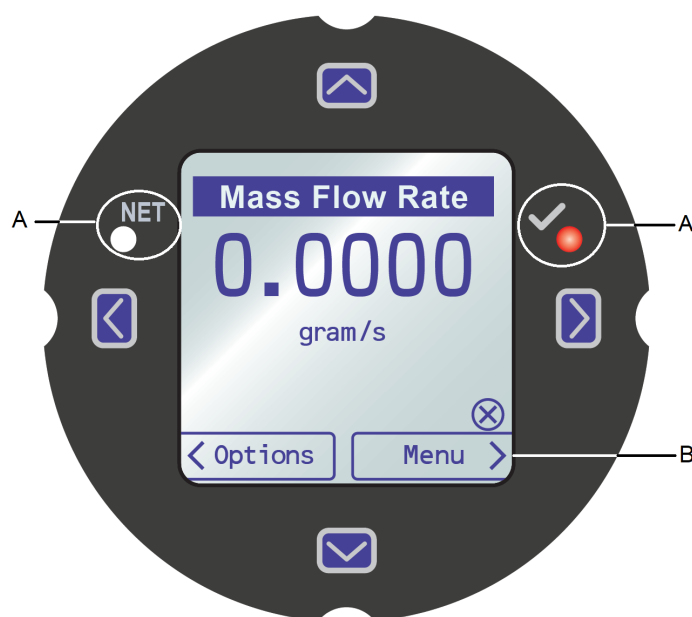 Mass Flow Rate
A NET A
0.0000
gram/s
Options Menu B